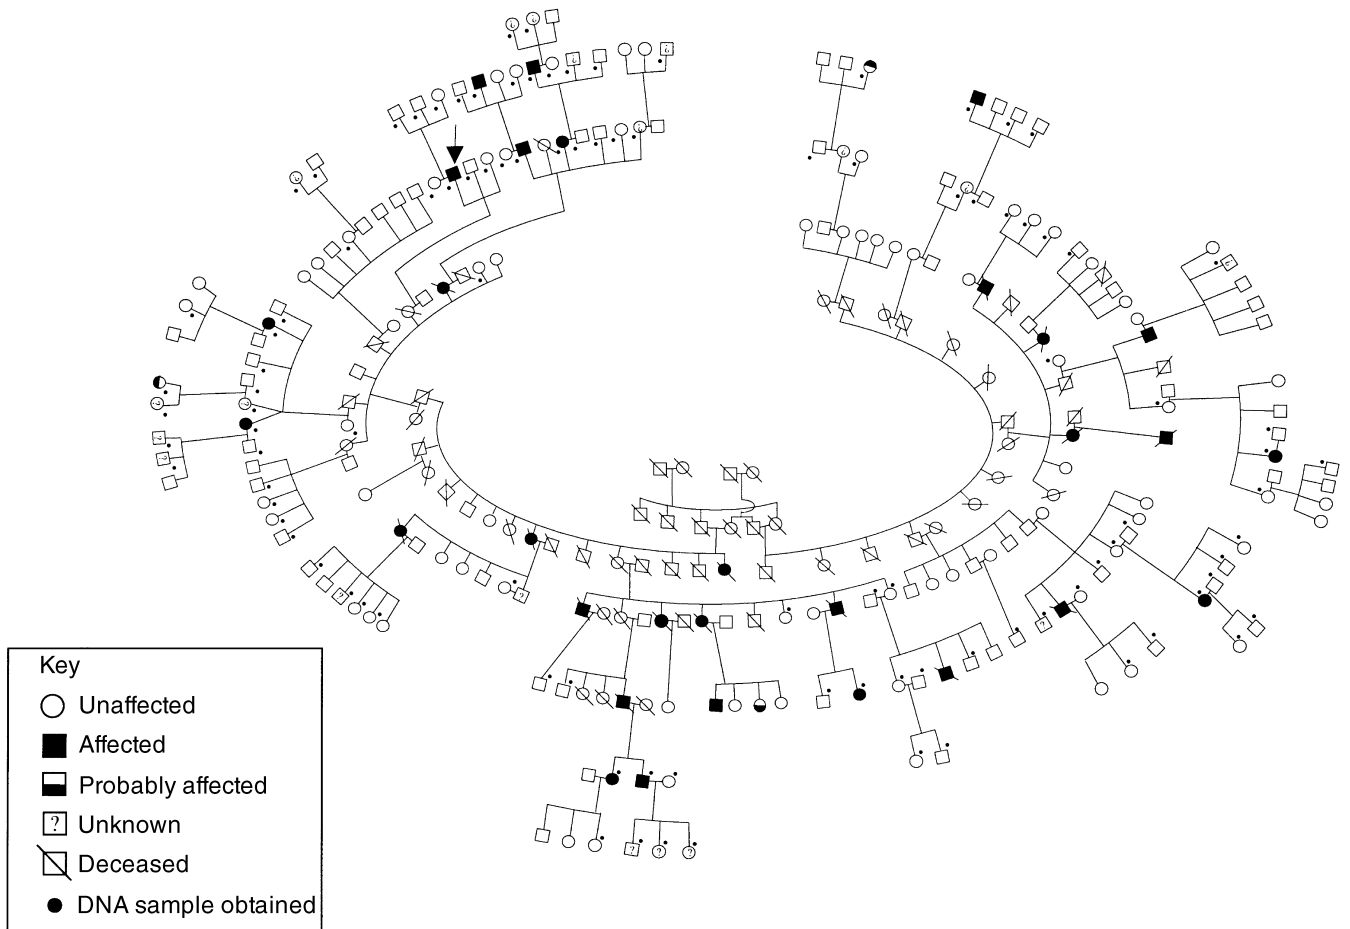 Key
Unaffected
Affected
Probably affected
? Unknown
Deceased
DNA sample obtained